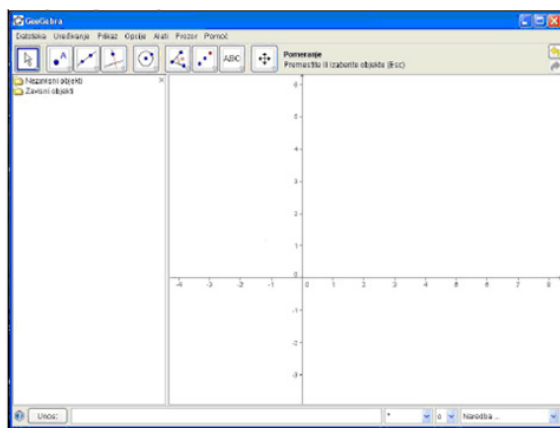 GeoGebra
Datoteka Uređivanje Prikaz Opcije Alati Prozor Pomoć
A
ABC
Pomeranje
Premestite ili izaberite objekte (Esc)
Nezavisni objekti
Zavisni objekti
6
5
4
3
2
1
0
-4 -3 -2 -1 0 1 2 3 4 5 6 7 8
-1
-2
-3
Unos:
* α Naredba ...